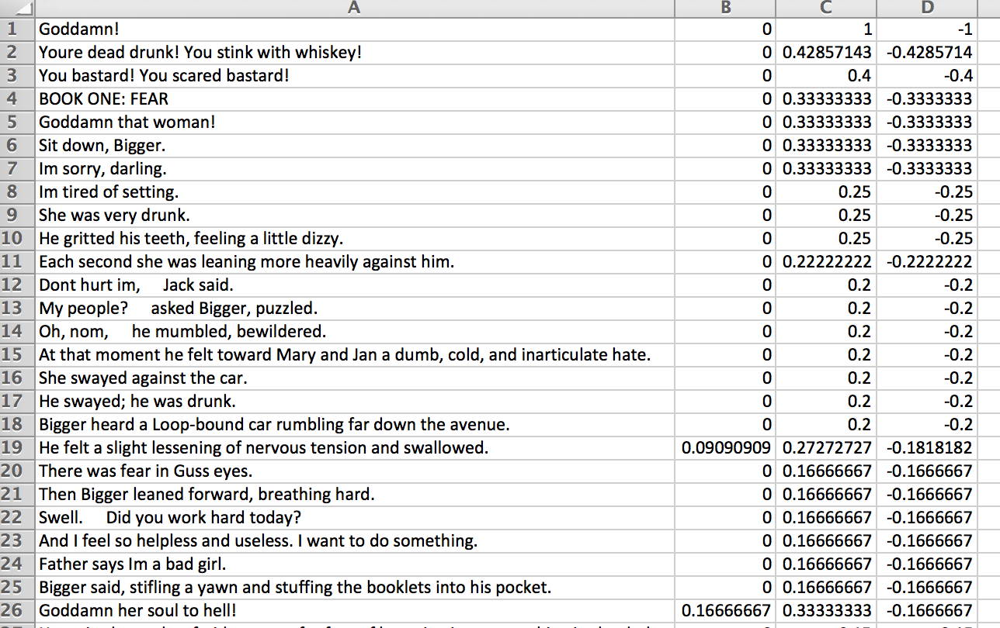 A B C D
1 Goddamn! 0 1 -1
2 Youre dead drunk! You stink with whiskey! 0 0.42857143 -0.4285714
3 You bastard! You scared bastard! 0 0.4 -0.4
4 BOOK ONE: FEAR 0 0.33333333 -0.3333333
5 Goddamn that woman! 0 0.33333333 -0.3333333
6 Sit down, Bigger. 0 0.33333333 -0.3333333
7 Im sorry, darling. 0 0.33333333 -0.3333333
8 Im tired of setting. 0 0.25 -0.25
9 She was very drunk. 0 0.25 -0.25
10 He gritted his teeth, feeling a little dizzy. 0 0.25 -0.25
11 Each second she was leaning more heavily against him. 0 0.22222222 -0.2222222
12 Dont hurt im, Jack said. 0 0.2 -0.2
13 My people? asked Bigger, puzzled. 0 0.2 -0.2
14 Oh, nom, he mumbled, bewildered. 0 0.2 -0.2
15 At that moment he felt toward Mary and Jan a dumb, cold, and inarticulate hate. 0 0.2 -0.2
16 She swayed against the car. 0 0.2 -0.2
17 He swayed; he was drunk. 0 0.2 -0.2
18 Bigger heard a Loop-bound car rumbling far down the avenue. 0 0.2 -0.2
19 He felt a slight lessening of nervous tension and swallowed. 0.09090909 0.27272727 -0.1818182
20 There was fear in Guss eyes. 0 0.16666667 -0.1666667
21 Then Bigger leaned forward, breathing hard. 0 0.16666667 -0.1666667
22 Swell. Did you work hard today? 0 0.16666667 -0.1666667
23 And I feel so helpless and useless. I want to do something. 0 0.16666667 -0.1666667
24 Father says Im a bad girl. 0 0.16666667 -0.1666667
25 Bigger said, stifling a yawn and stuffing the booklets into his pocket. 0 0.16666667 -0.1666667
26 Goddamn her soul to hell! 0.16666667 0.33333333 -0.1666667